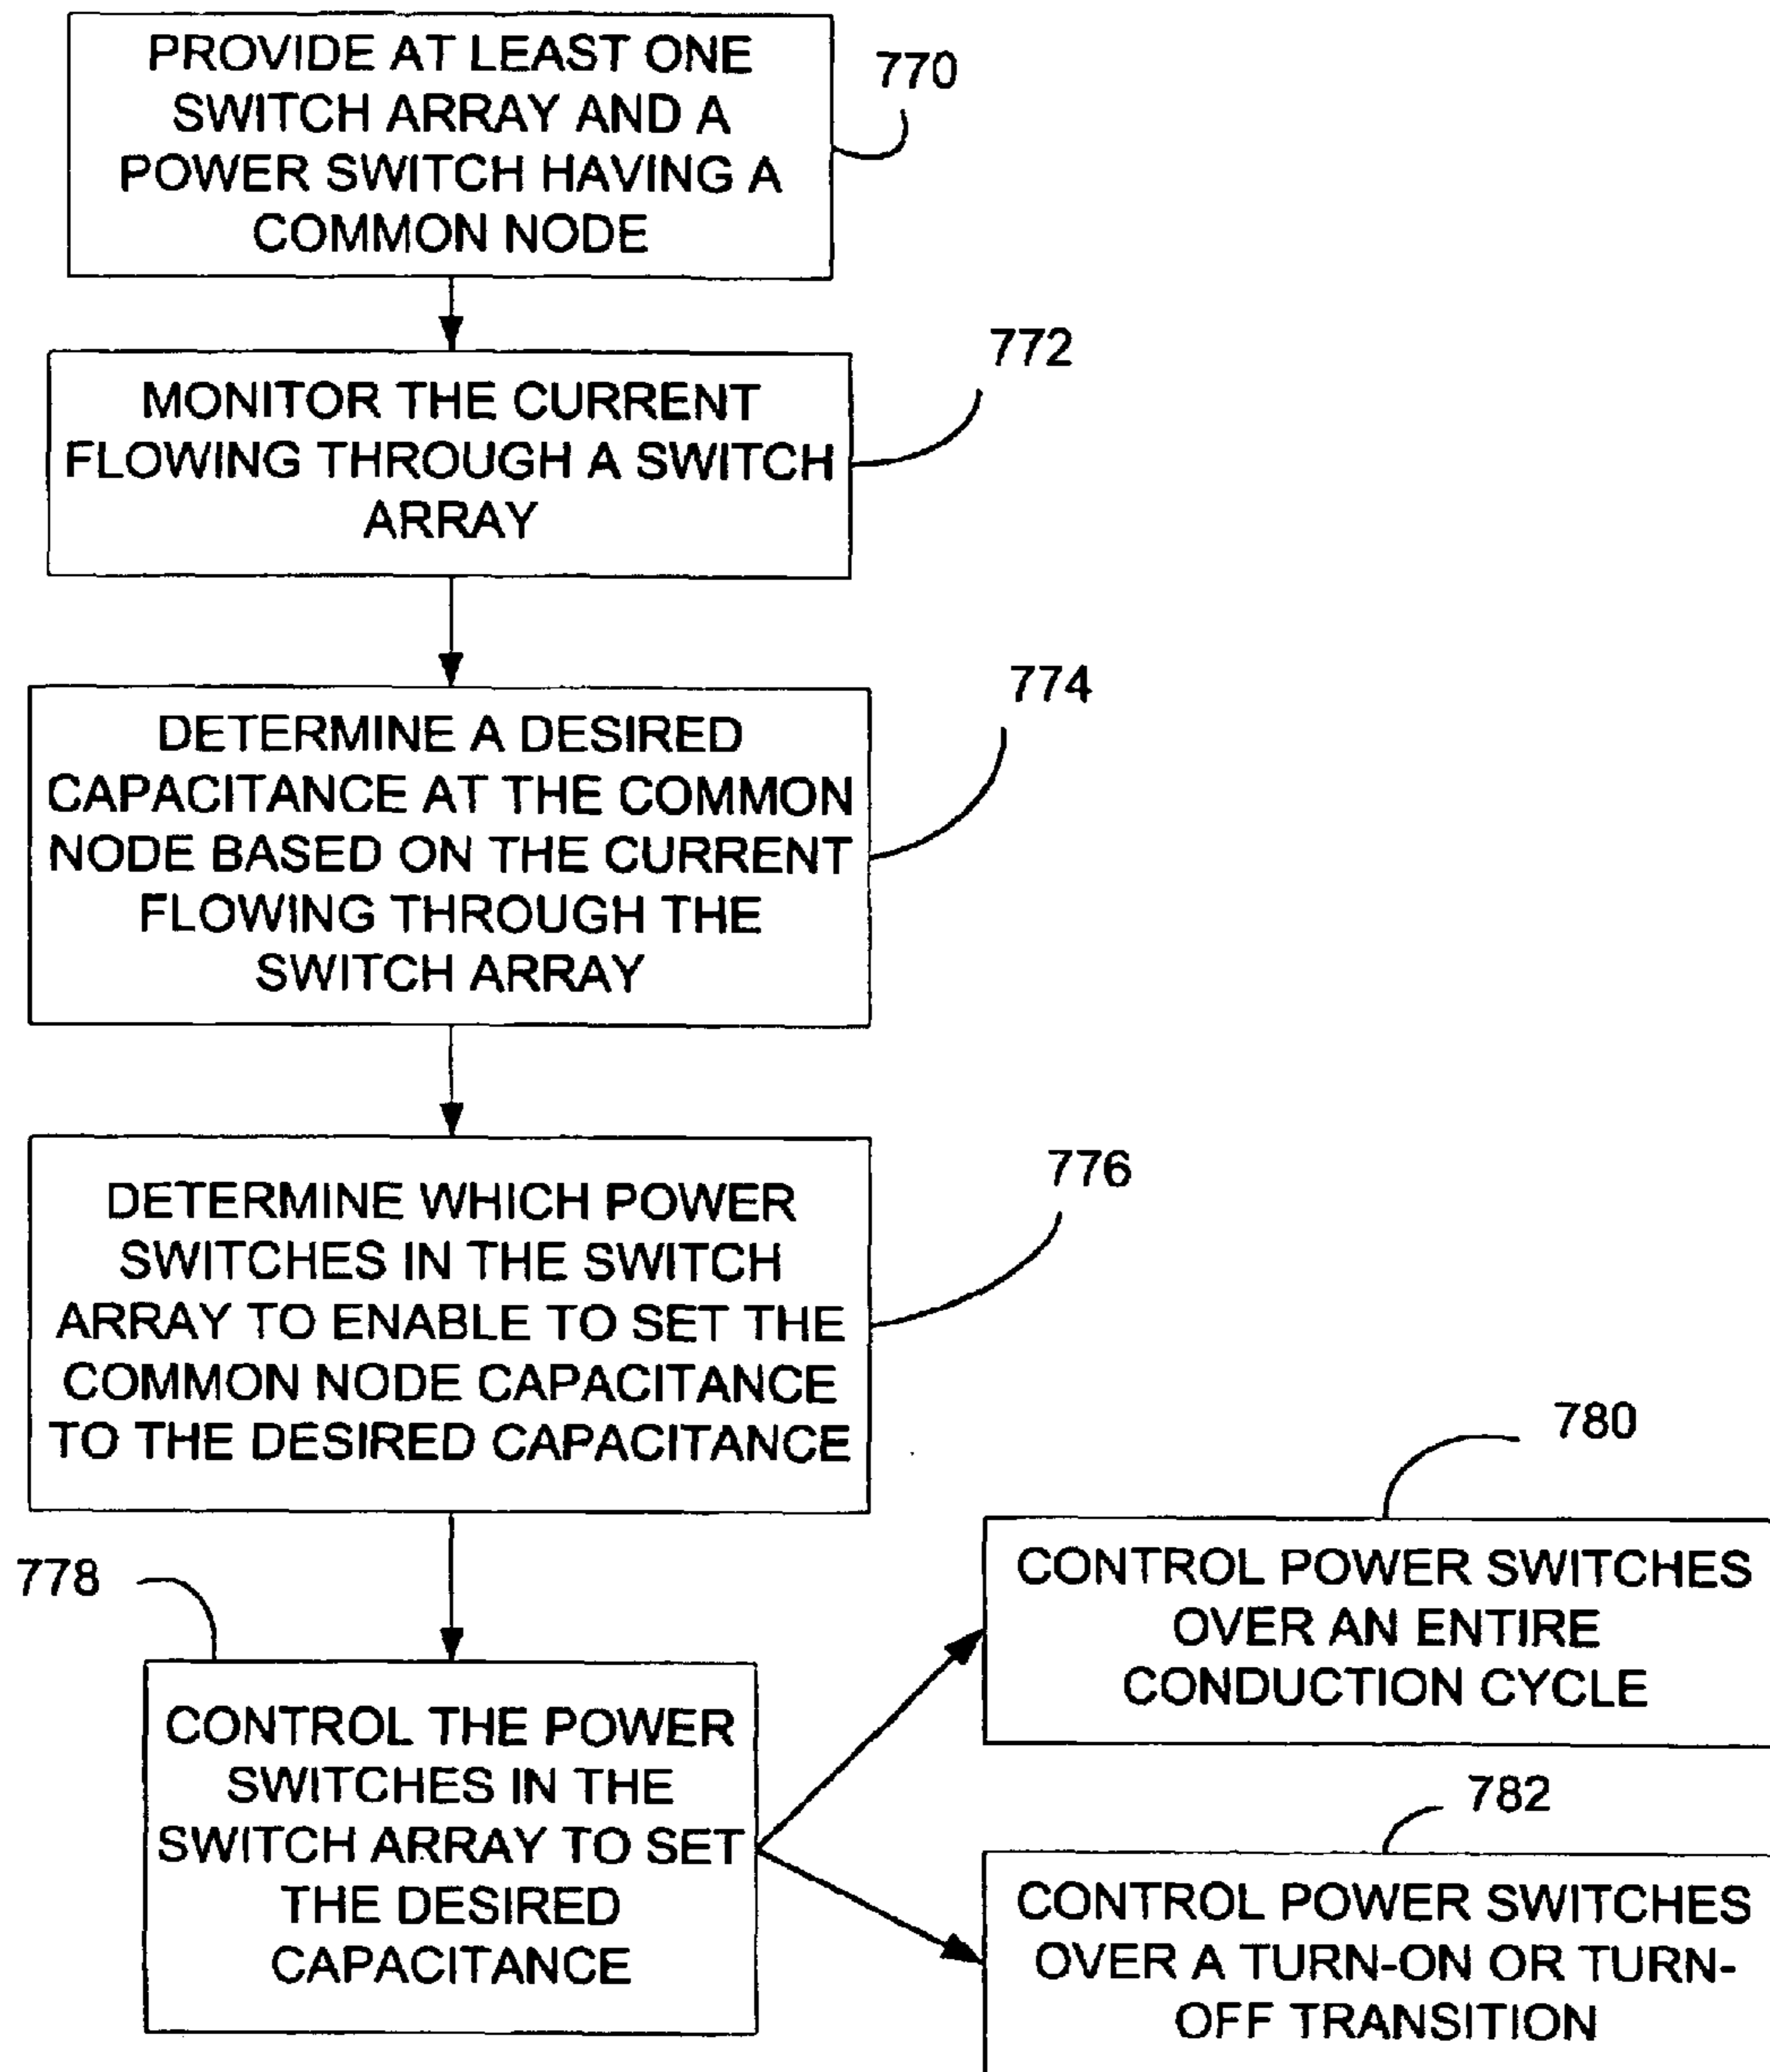 PROVIDE AT LEAST ONE
SWITCH ARRAY AND A
POWER SWITCH HAVING A
COMMON NODE
770
MONITOR THE CURRENT
FLOWING THROUGH A SWITCH
ARRAY
772
DETERMINE A DESIRED
CAPACITANCE AT THE COMMON
NODE BASED ON THE CURRENT
FLOWING THROUGH THE
SWITCH ARRAY
774
DETERMINE WHICH POWER
SWITCHES IN THE SWITCH
ARRAY TO ENABLE TO SET THE
COMMON NODE CAPACITANCE
TO THE DESIRED CAPACITANCE
776
778
CONTROL THE POWER
SWITCHES IN THE
SWITCH ARRAY TO SET
THE DESIRED
CAPACITANCE
780
CONTROL POWER SWITCHES
OVER AN ENTIRE
CONDUCTION CYCLE
782
CONTROL POWER SWITCHES
OVER A TURN-ON OR TURN-
OFF TRANSITION